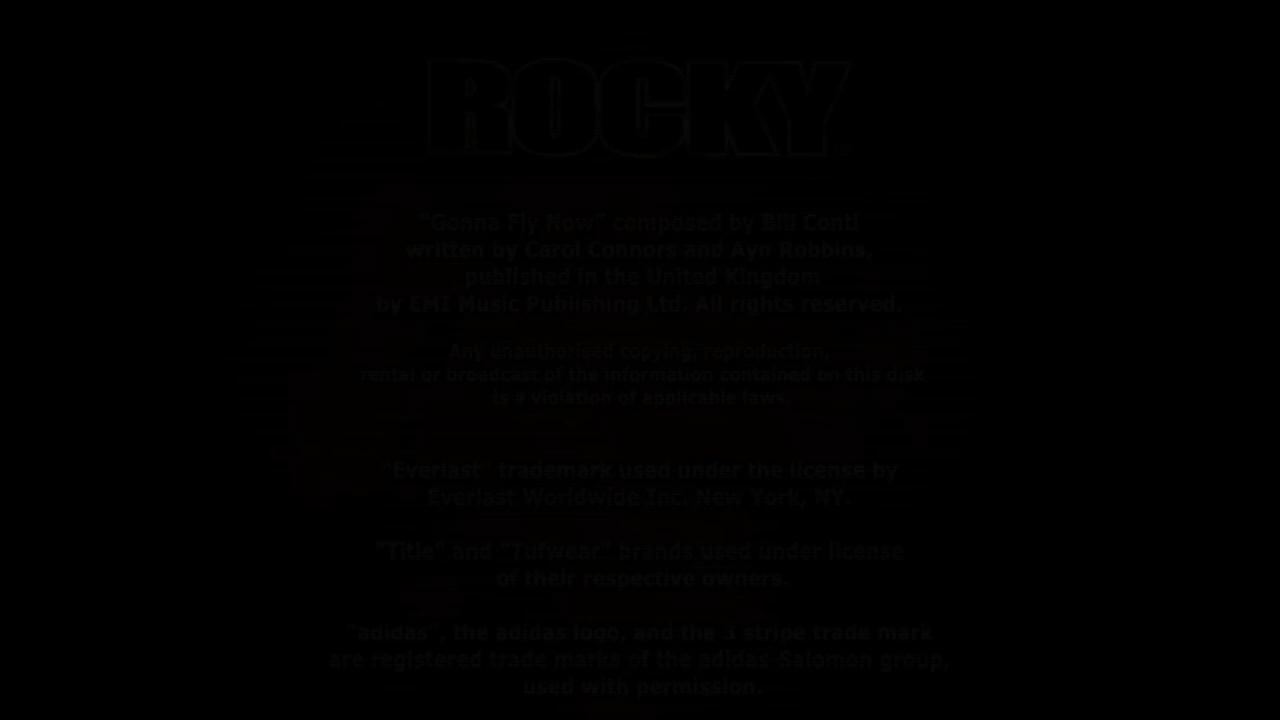 ROCKY
"Gonna Fly Now" composed by Bill Conti
written by Carol Connors and Ayn Robbins,
published in the United Kingdom
by EMI Music Publishing Ltd. All rights reserved.
Any unauthorised copying, reproduction,
rental or broadcast of the information contained on this disk
is a violation of applicable laws.
"Everlast" trademark used under the license by
Everlast Worldwide Inc. New York, NY.
"Title" and "Tufwear" brands used under license
of their respective owners.
"adidas", the adidas logo, and the 3 stripe trade mark
are registered trade marks of the adidas-Salomon group,
used with permission.